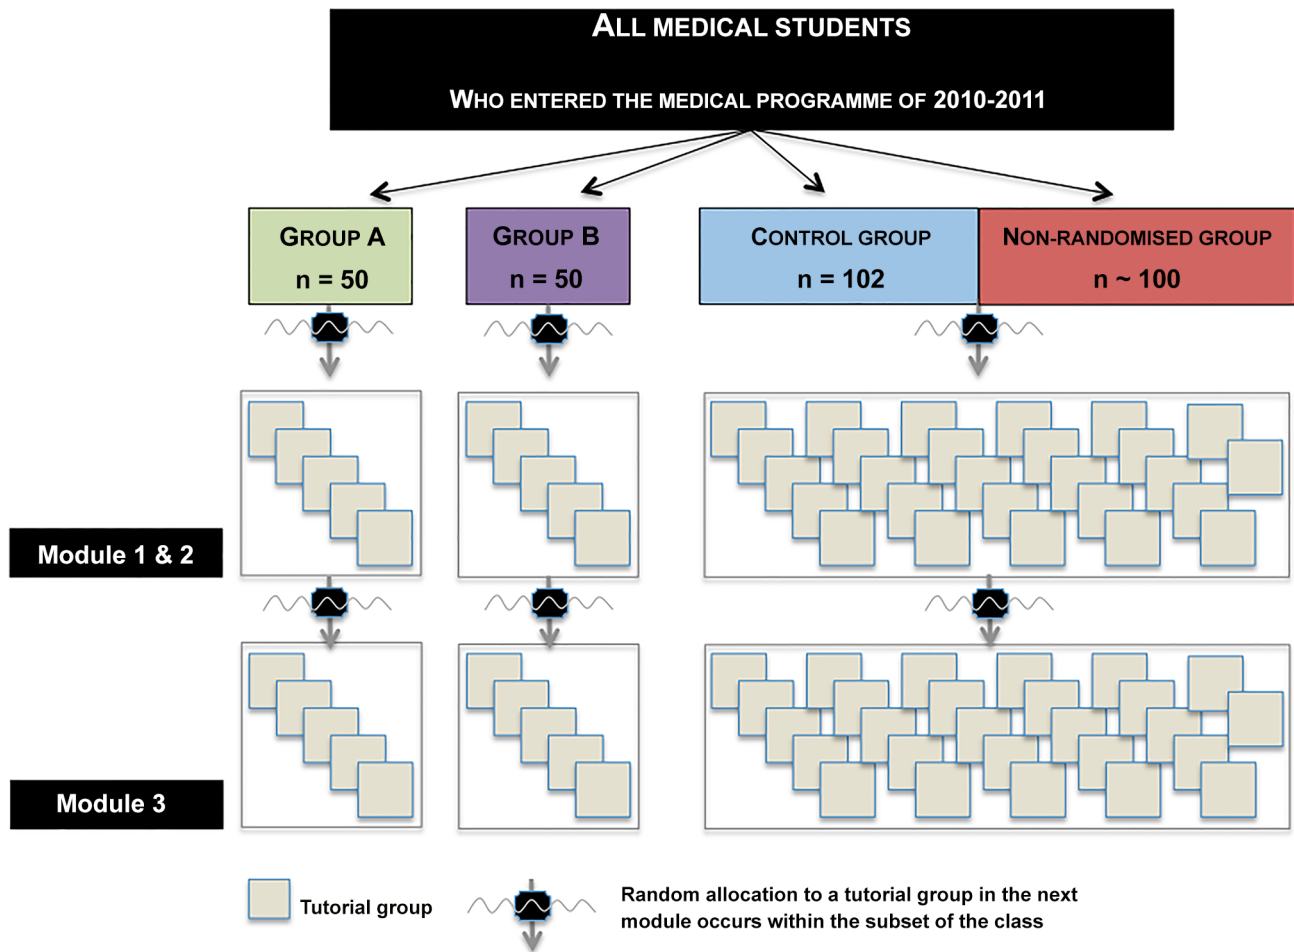 ALL MEDICAL STUDENTS
WHO ENTERED THE MEDICAL PROGRAMME OF 2010-2011
GROUP A
n = 50
GROUP B
n = 50
CONTROL GROUP
n = 102
NON-RANDOMISED GROUP
n ~ 100
Module 1 & 2
Module 3
Tutorial group
Random allocation to a tutorial group in the next
module occurs within the subset of the class